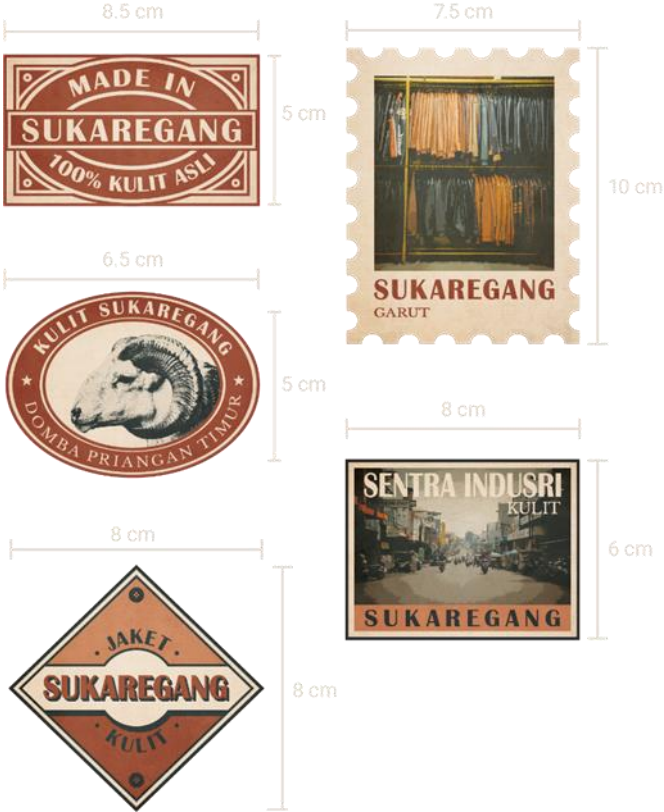 8.5 cm
MADE IN
SUKAREGANG
100% KULIT ASLI
5 cm
7.5 cm
SUKAREGANG
GARUT
10 cm
6.5 cm
KULIT SUKAREGANG
DOMBA PRIANGAN TIMUR
5 cm
8 cm
SENTRA INDUSRI
KULIT
SUKAREGANG
6 cm
8 cm
JAKET
SUKAREGANG
KULIT
8 cm